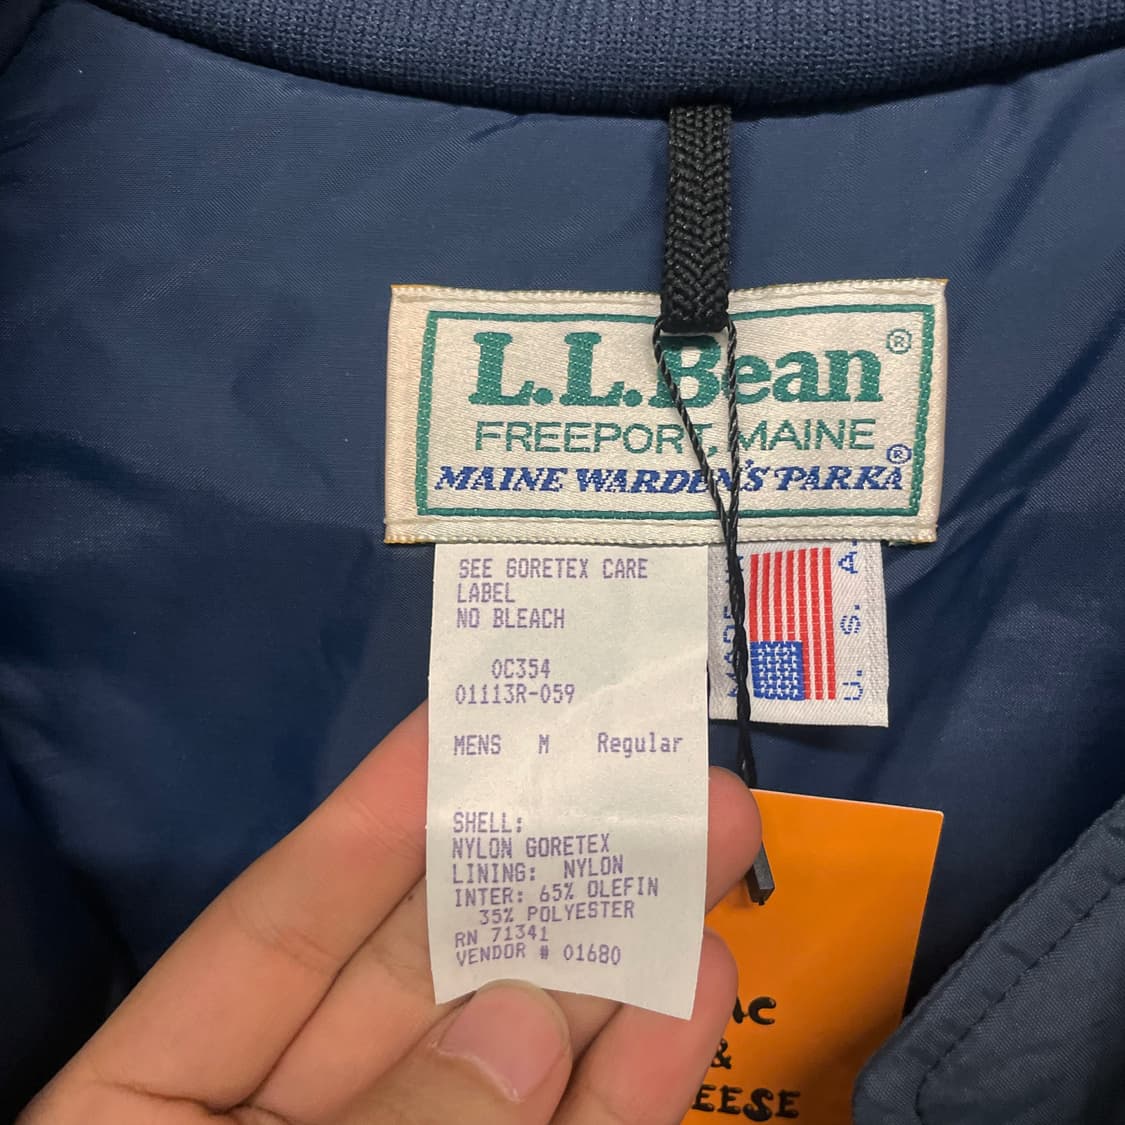 L.L.Bean®
FREEPORT, MAINE
MAINE WARDEN'S PARKA®
SEE GORETEX CARE
LABEL
NO BLEACH
0C354
01113R-059
MENS M Regular
SHELL:
NYLON GORETEX
LINING: NYLON
INTER: 65% OLEFIN
35% POLYESTER
RN 71341
VENDOR # 01680
MADE
U. S. A.
&